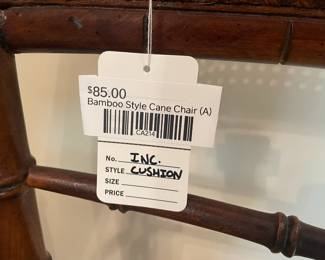 $85.00
Bamboo Style Cane Chair (A)
CA214
No. INC.
STYLE CUSHION
SIZE
PRICE